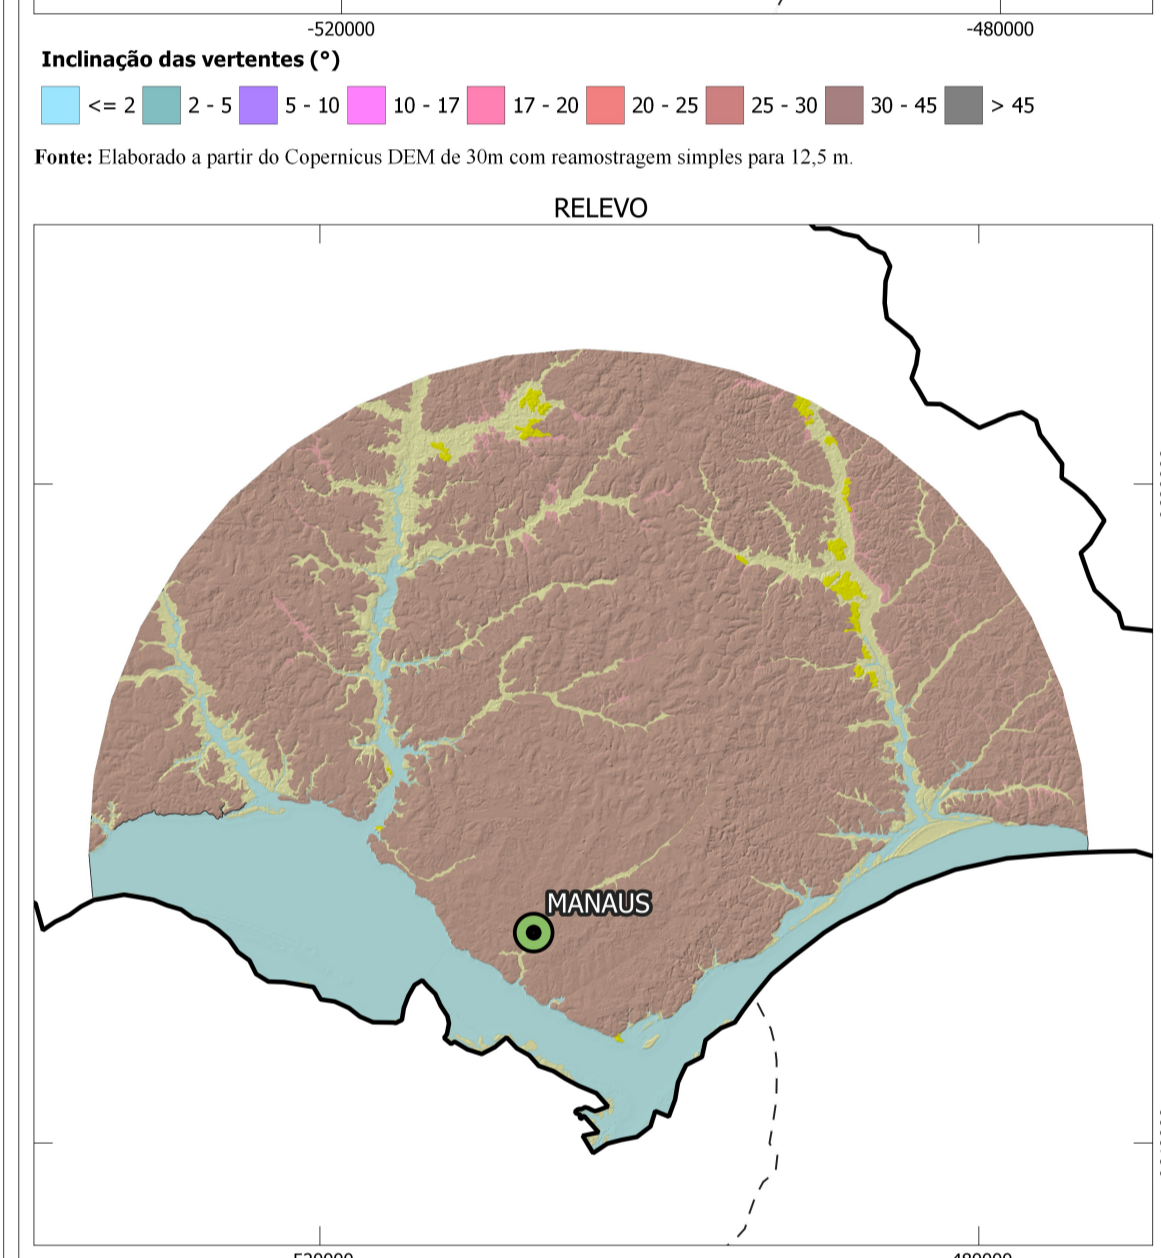 -520000 -480000
Inclinação das vertentes (°)
<= 2 2 - 5 5 - 10 10 - 17 17 - 20 20 - 25 25 - 30 30 - 45 > 45
Fonte: Elaborado a partir do Copernicus DEM de 30m com reamostragem simples para 12,5 m.
RELEVO
MANAUS